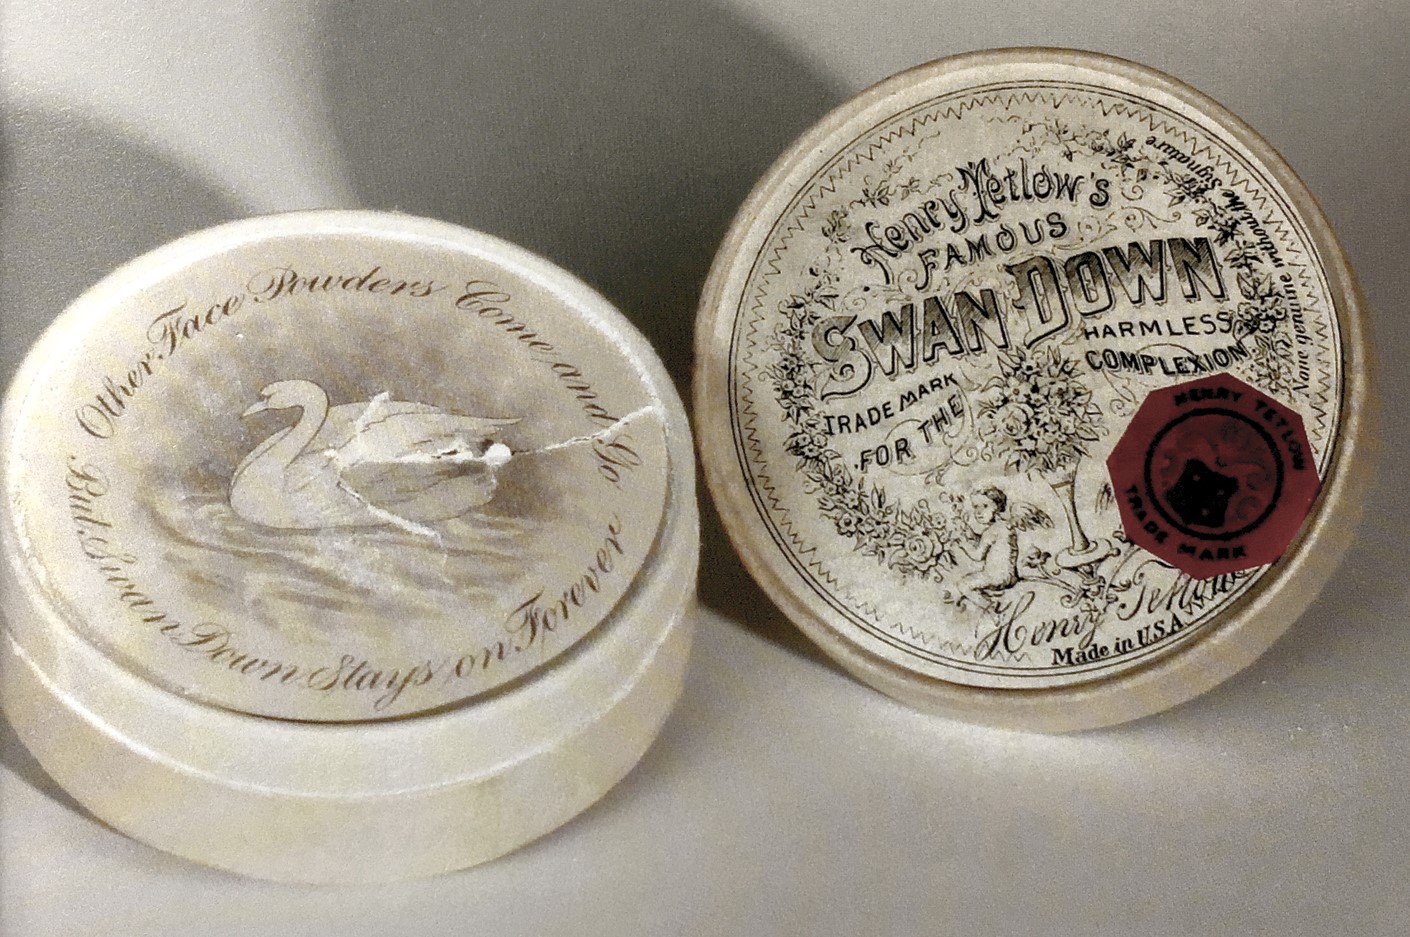 Other Face Powders Come and Go
But Swan Down Stays on Forever
Henry Tetlow's
FAMOUS
SWAN DOWN
HARMLESS
TRADE MARK
COMPLEXION
FOR THE
None genuine without the Signature
HENRY TETLOW
TRADE MARK
Henry Tetlow
Made in U.S.A